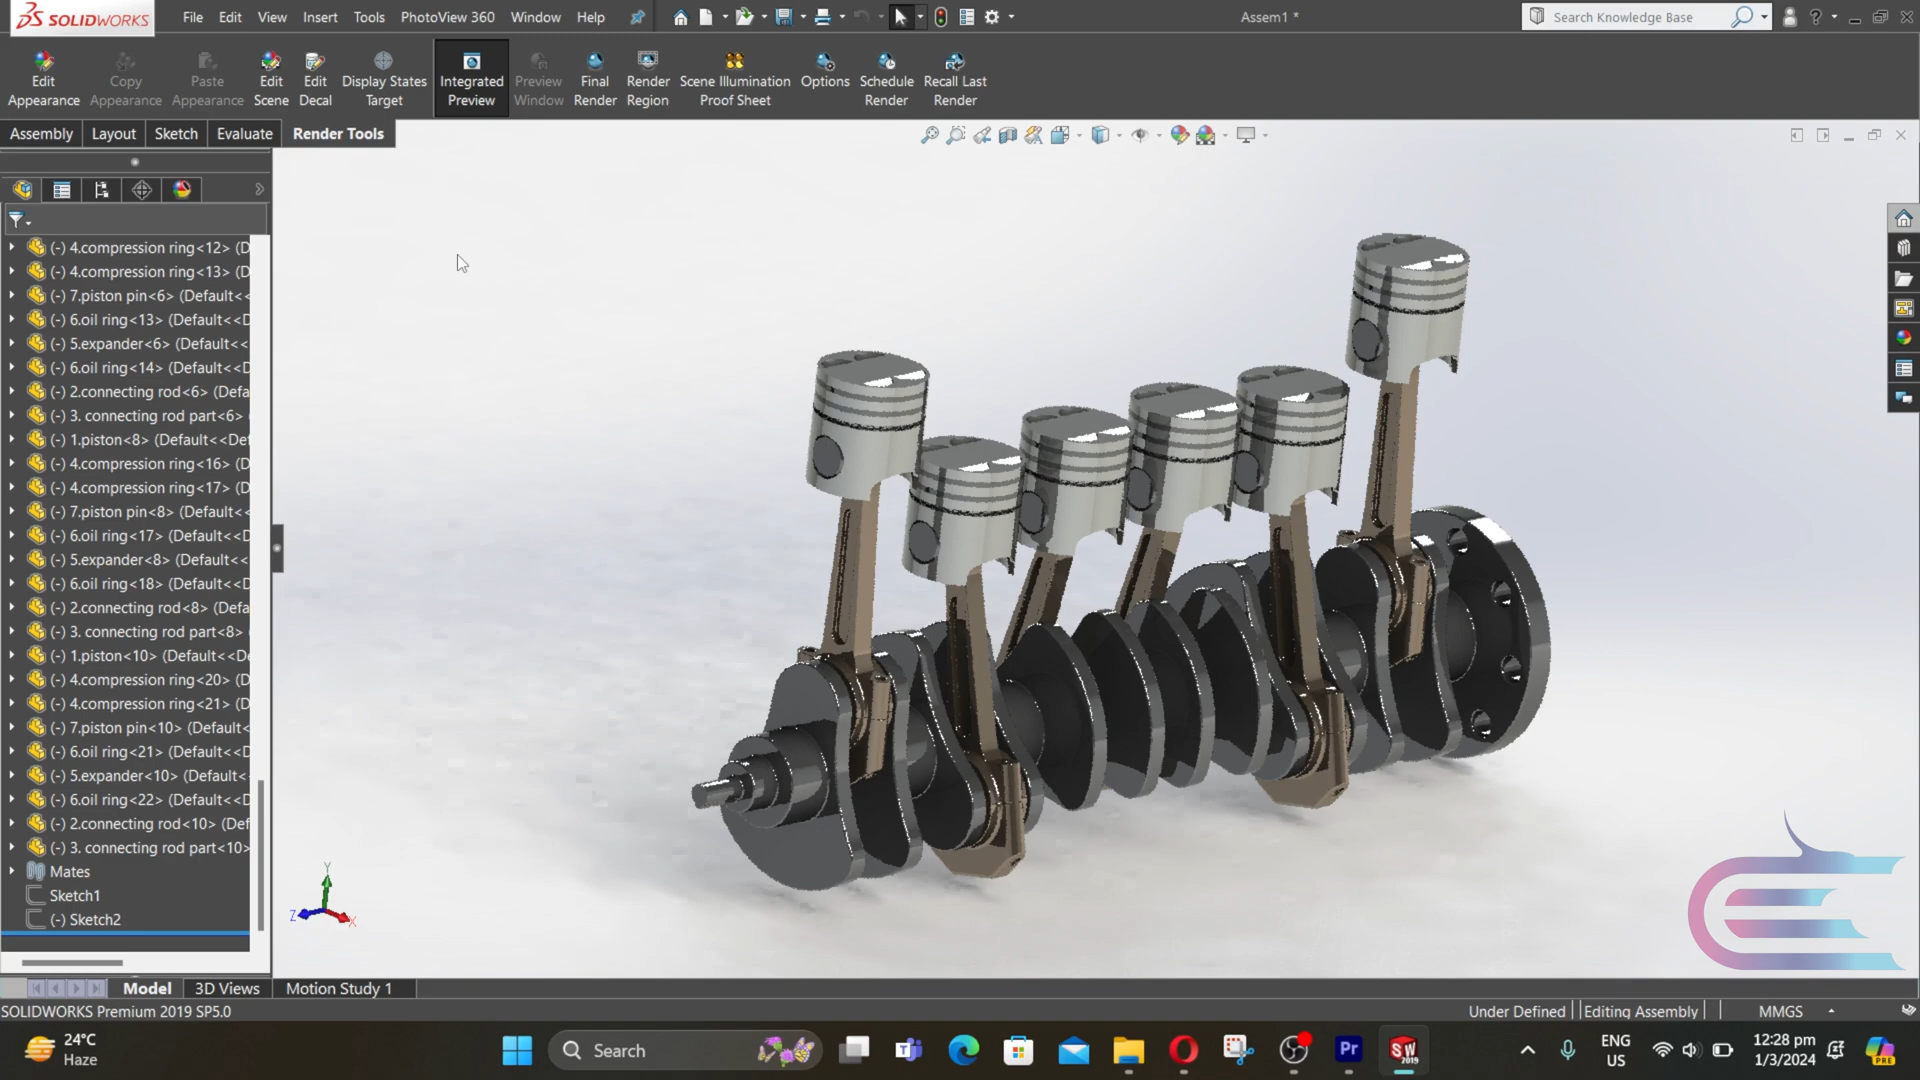 SOLIDWORKS File Edit View Insert Tools PhotoView 360 Window Help Assem1 * Search Knowledge Base
Edit Appearance
Copy Appearance
Paste Appearance
Edit Scene
Edit Decal
Display States Target
Integrated Preview
Preview Window
Final Render
Render Region
Scene Illumination Proof Sheet
Options
Schedule Render
Recall Last Render
Assembly Layout Sketch Evaluate Render Tools
(-) 4.compression ring<12> (D
(-) 4.compression ring<13> (D
(-) 7.piston pin<6> (Default<<
(-) 6.oil ring<13> (Default<<D
(-) 5.expander<6> (Default<<
(-) 6.oil ring<14> (Default<<D
(-) 2.connecting rod<6> (Defa
(-) 3. connecting rod part<6>
(-) 1.piston<8> (Default<<Def
(-) 4.compression ring<16> (D
(-) 4.compression ring<17> (D
(-) 7.piston pin<8> (Default<<
(-) 6.oil ring<17> (Default<<D
(-) 5.expander<8> (Default<<
(-) 6.oil ring<18> (Default<<D
(-) 2.connecting rod<8> (Defa
(-) 3. connecting rod part<8>
(-) 1.piston<10> (Default<<De
(-) 4.compression ring<20> (D
(-) 4.compression ring<21> (D
(-) 7.piston pin<10> (Default<
(-) 6.oil ring<21> (Default<<D
(-) 5.expander<10> (Default<
(-) 6.oil ring<22> (Default<<D
(-) 2.connecting rod<10> (Def
(-) 3. connecting rod part<10>
Mates
Sketch1
(-) Sketch2
Y
Z X
Model 3D Views Motion Study 1
SOLIDWORKS Premium 2019 SP5.0 Under Defined Editing Assembly MMGS
24°C
Haze
Search
Pr
SW
2019
ENG
US
12:28 pm
1/3/2024
PRE